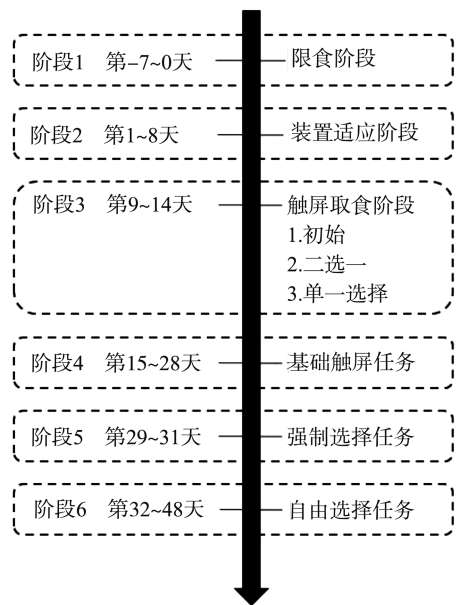 阶段1 第–7~0天 限食阶段
阶段2 第1~8天 装置适应阶段
阶段3 第9~14天 触屏取食阶段
1.初始
2.二选一
3.单一选择
阶段4 第15~28天 基础触屏任务
阶段5 第29~31天 强制选择任务
阶段6 第32~48天 自由选择任务